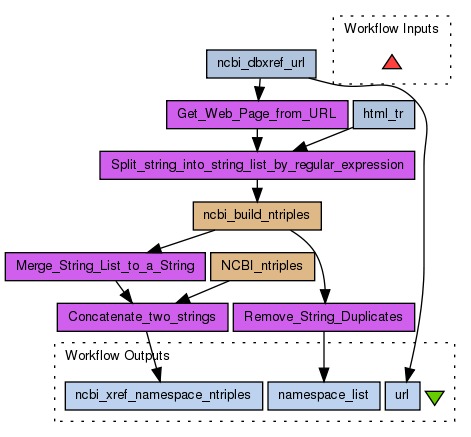 Workflow Inputs
ncbi_dbxref_url
Get_Web_Page_from_URL
html_tr
Split_string_into_string_list_by_regular_expression
ncbi_build_ntriples
Merge_String_List_to_a_String
NCBI_ntriples
Concatenate_two_strings
Remove_String_Duplicates
Workflow Outputs
ncbi_xref_namespace_ntriples
namespace_list
url